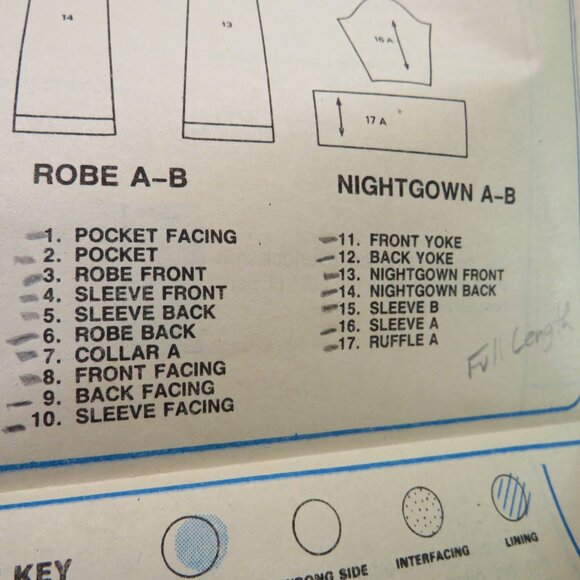 14
13
16 A
17 A
ROBE A-B
1. POCKET FACING
2. POCKET
3. ROBE FRONT
4. SLEEVE FRONT
5. SLEEVE BACK
6. ROBE BACK
7. COLLAR A
8. FRONT FACING
9. BACK FACING
10. SLEEVE FACING
NIGHTGOWN A-B
11. FRONT YOKE
12. BACK YOKE
13. NIGHTGOWN FRONT
14. NIGHTGOWN BACK
15. SLEEVE B
16. SLEEVE A
17. RUFFLE A
Full Length
KEY
RONG SIDE
INTERFACING
LINING